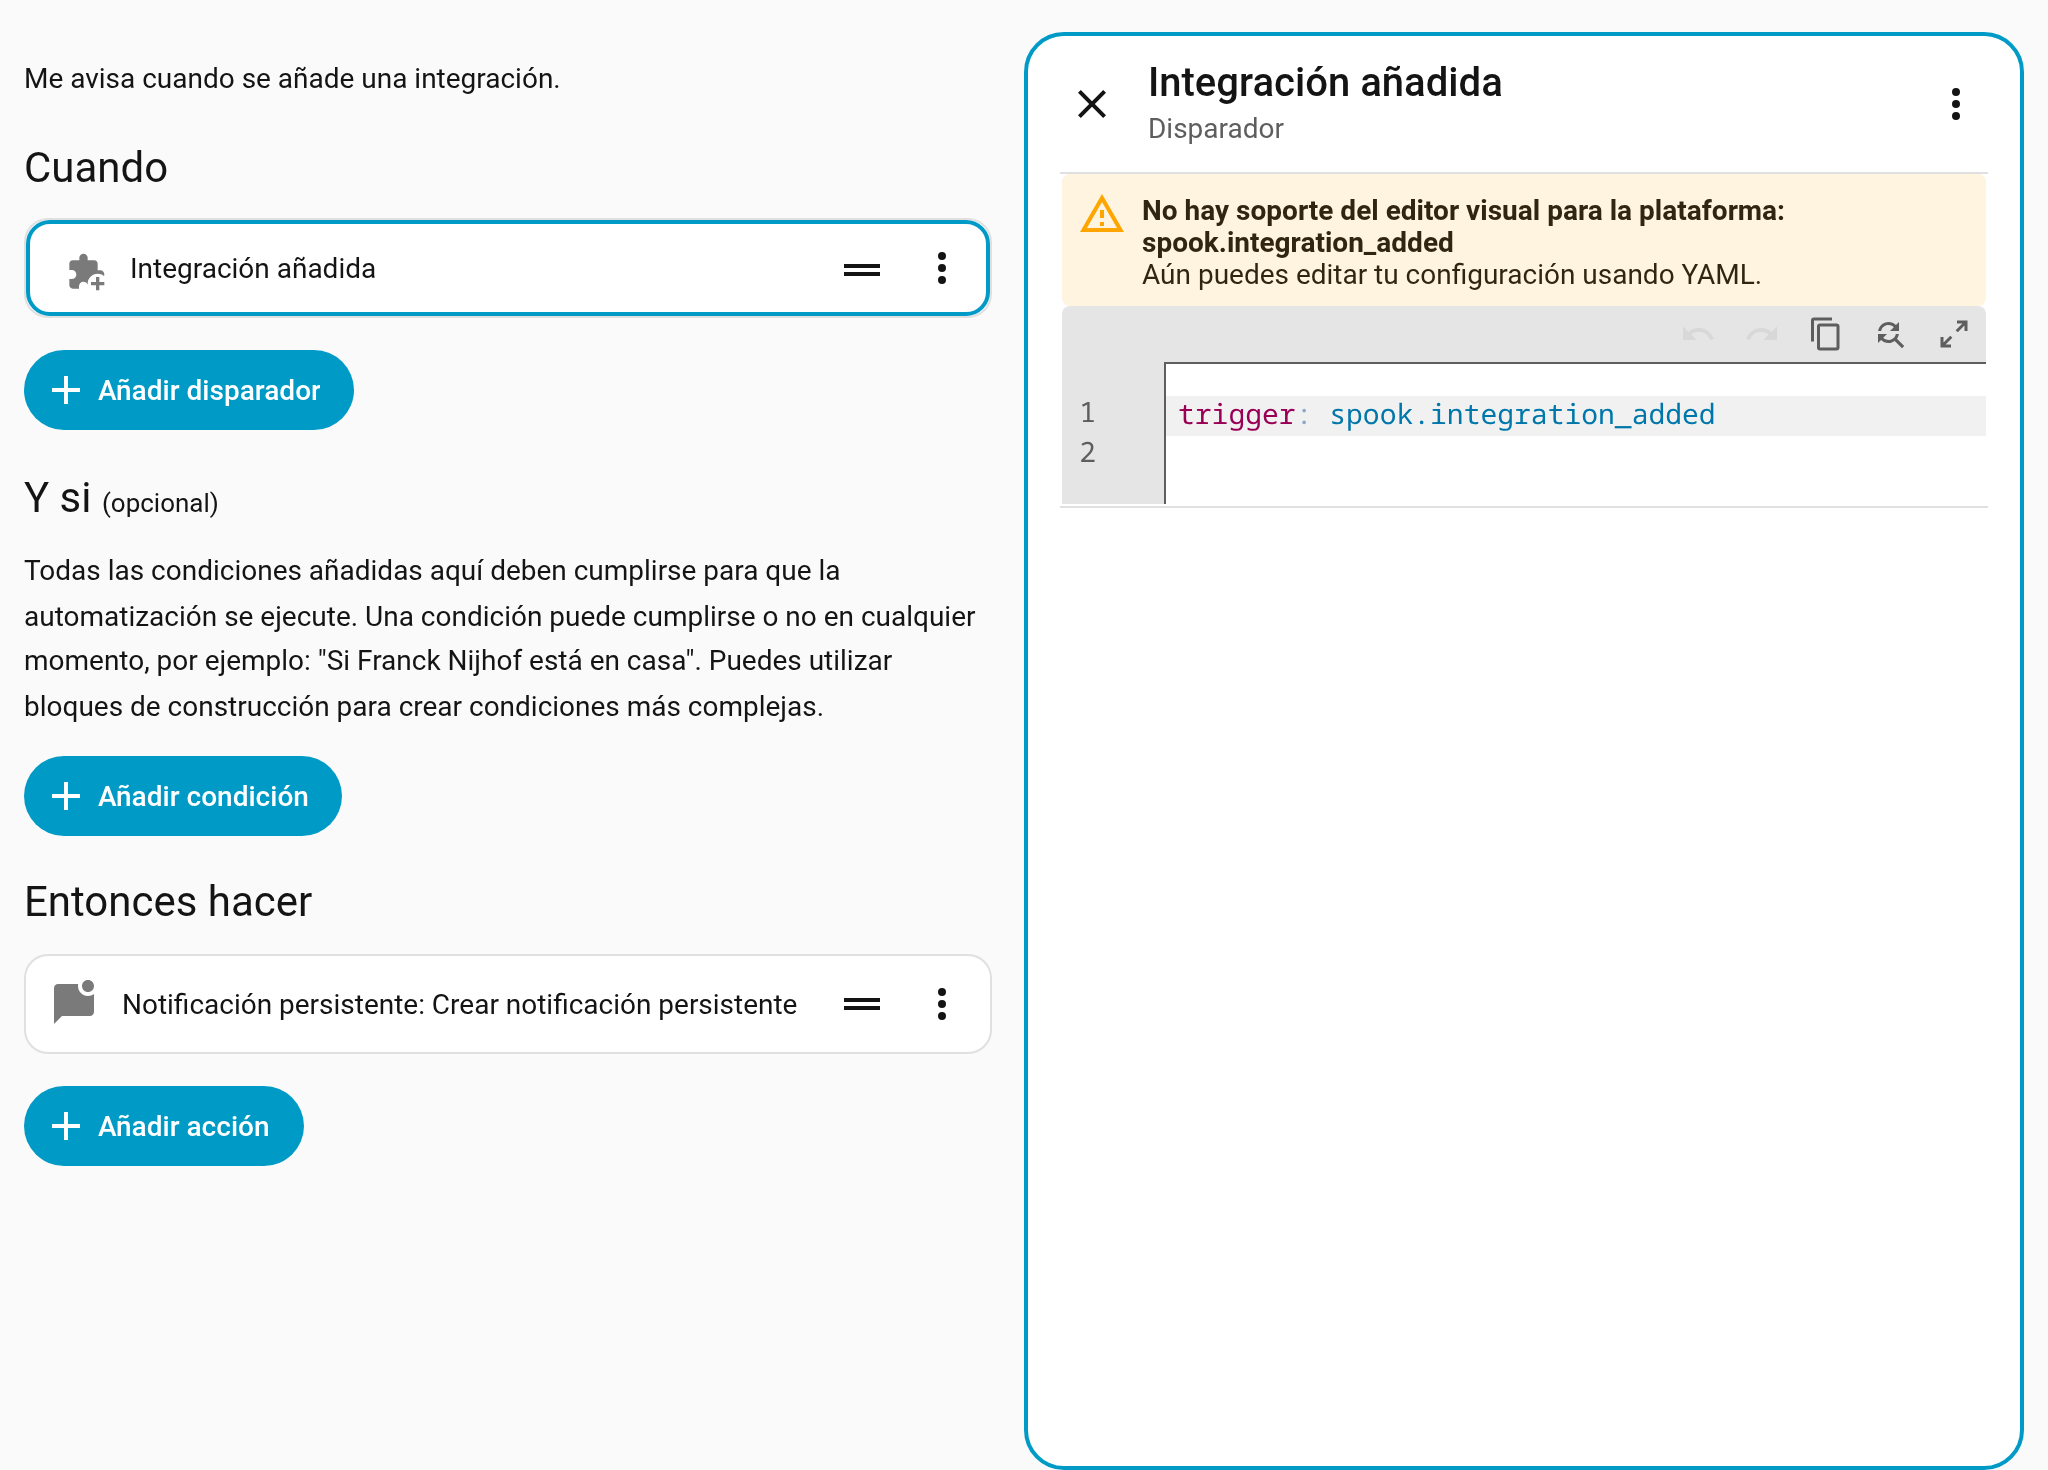 Me avisa cuando se añade una integración.
Cuando
Integración añadida
Añadir disparador
Y si (opcional)
Todas las condiciones añadidas aquí deben cumplirse para que la
automatización se ejecute. Una condición puede cumplirse o no en cualquier
momento, por ejemplo: "Si Franck Nijhof está en casa". Puedes utilizar
bloques de construcción para crear condiciones más complejas.
Añadir condición
Entonces hacer
Notificación persistente: Crear notificación persistente
Añadir acción
Integración añadida
Disparador
No hay soporte del editor visual para la plataforma:
spook.integration_added
Aún puedes editar tu configuración usando YAML.
1 trigger: spook.integration_added
2